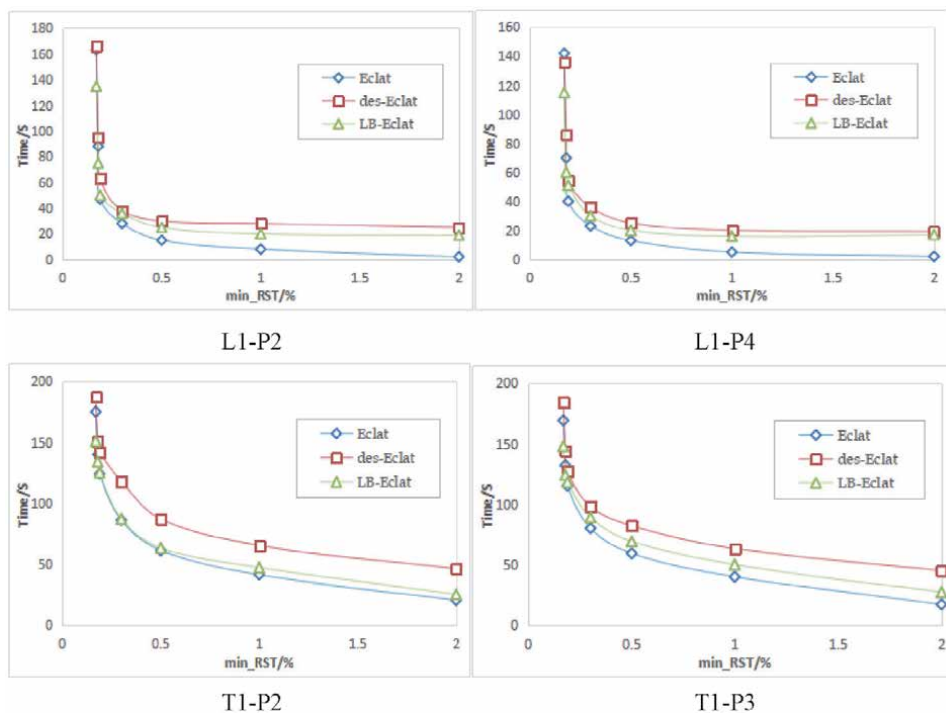 180
160
140
120
100
80
60
40
20
0
Time/S
Eclat
des-Eclat
LB-Eclat
0 0.5 1 1.5 2
min_RST/%
L1-P2
160
140
120
100
80
60
40
20
0
Time/S
Eclat
des-Eclat
LB-Eclat
0 0.5 1 1.5 2
min_RST/%
L1-P4
200
150
100
50
0
Time/S
Eclat
des-Eclat
LB-Eclat
0 0.5 1 1.5 2
min_RST/%
T1-P2
200
150
100
50
0
Time/S
Eclat
des-Eclat
LB-Eclat
0 0.5 1 1.5 2
min_RST/%
T1-P3